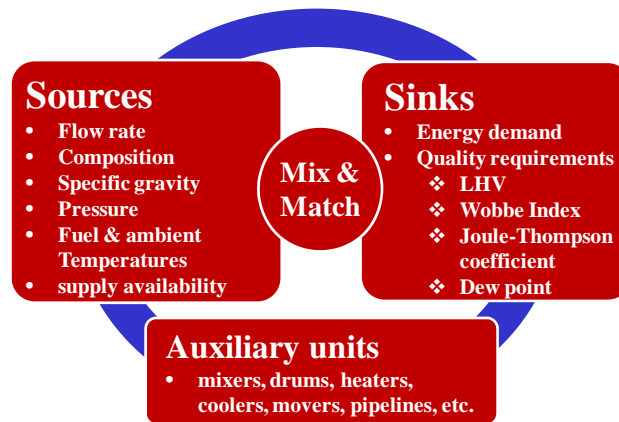 Sources
• Flow rate
• Composition
• Specific gravity
• Pressure
• Fuel & ambient
Temperatures
• supply availability
Mix &
Match
Sinks
• Energy demand
• Quality requirements
❖ LHV
❖ Wobbe Index
❖ Joule-Thompson
coefficient
❖ Dew point
Auxiliary units
• mixers, drums, heaters,
coolers, movers, pipelines, etc.